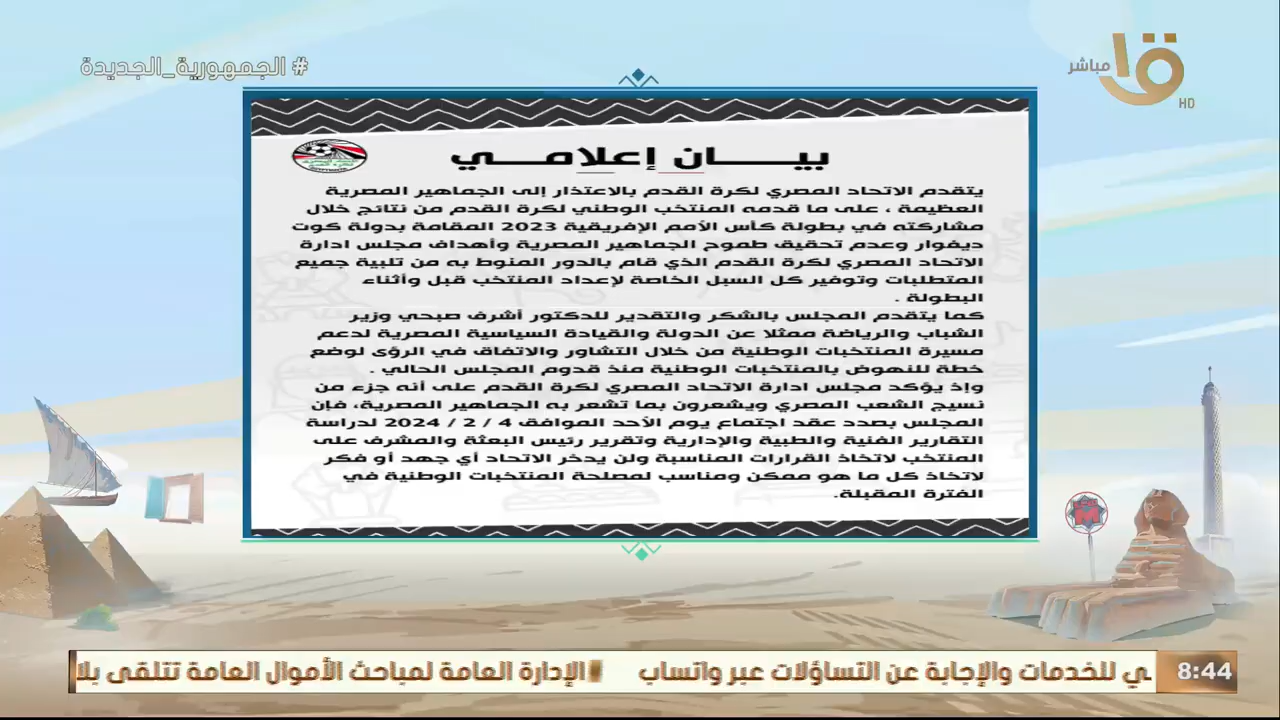 # الجمهورية_الجديدة
مباشر
HD
بيـــــان إعلامـــي
يتقدم الاتحاد المصري لكرة القدم بالاعتذار إلى الجماهير المصرية
العظيمة ، على ما قدمه المنتخب الوطني لكرة القدم من نتائج خلال
مشاركته في بطولة كأس الأمم الإفريقية 2023 المقامة بدولة كوت
ديفوار وعدم تحقيق طموح الجماهير المصرية وأهداف مجلس ادارة
الاتحاد المصري لكرة القدم الذي قام بالدور المنوط به من تلبية جميع
المتطلبات وتوفير كل السبل الخاصة لإعداد المنتخب قبل وأثناء
البطولة .
كما يتقدم المجلس بالشكر والتقدير للدكتور أشرف صبحي وزير
الشباب والرياضة ممثلا عن الدولة والقيادة السياسية المصرية لدعم
مسيرة المنتخبات الوطنية من خلال التشاور والاتفاق في الرؤى لوضع
خطة للنهوض بالمنتخبات الوطنية منذ قدوم المجلس الحالي .
وإذ يؤكد مجلس ادارة الاتحاد المصري لكرة القدم على أنه جزء من
نسيج الشعب المصري ويشعرون بما تشعر به الجماهير المصرية، فإن
المجلس بصدد عقد اجتماع يوم الأحد الموافق 4 / 2 / 2024 لدراسة
التقارير الفنية والطبية والإدارية وتقرير رئيس البعثة والمشرف على
المنتخب لاتخاذ القرارات المناسبة ولن يدخر الاتحاد أي جهد أو فكر
لاتخاذ كل ما هو ممكن ومناسب لمصلحة المنتخبات الوطنية في
الفترة المقبلة.
M
8:44
ي للخدمات والإجابة عن التساؤلات عبر واتساب #الإدارة العامة لمباحث الأموال العامة تتلقى بلا